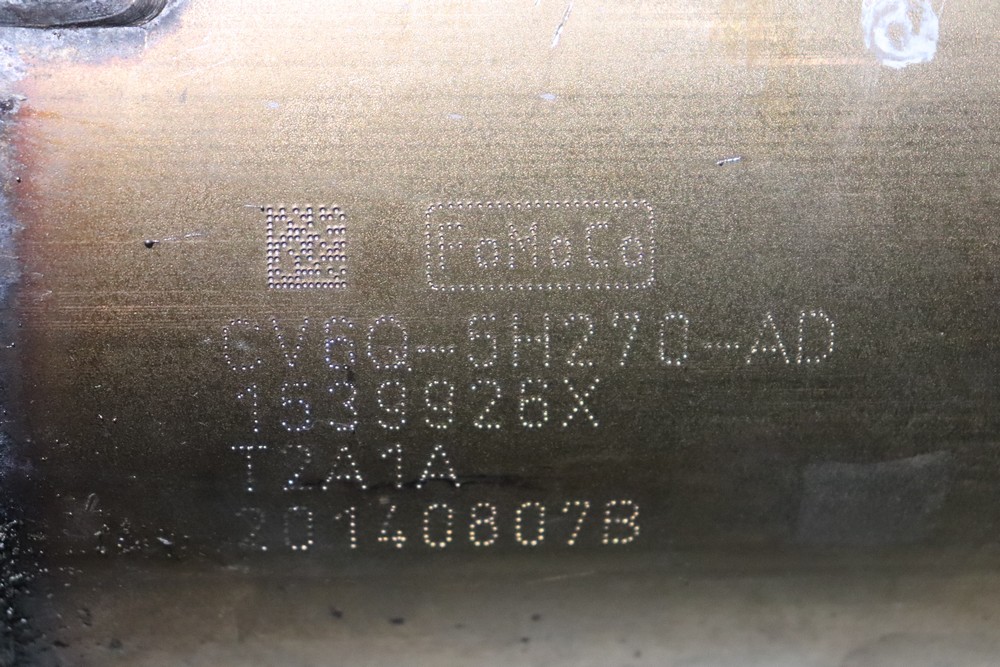 FoMoCo
CV6Q-5H270-AD
1539926X
T2A1A
20140807B